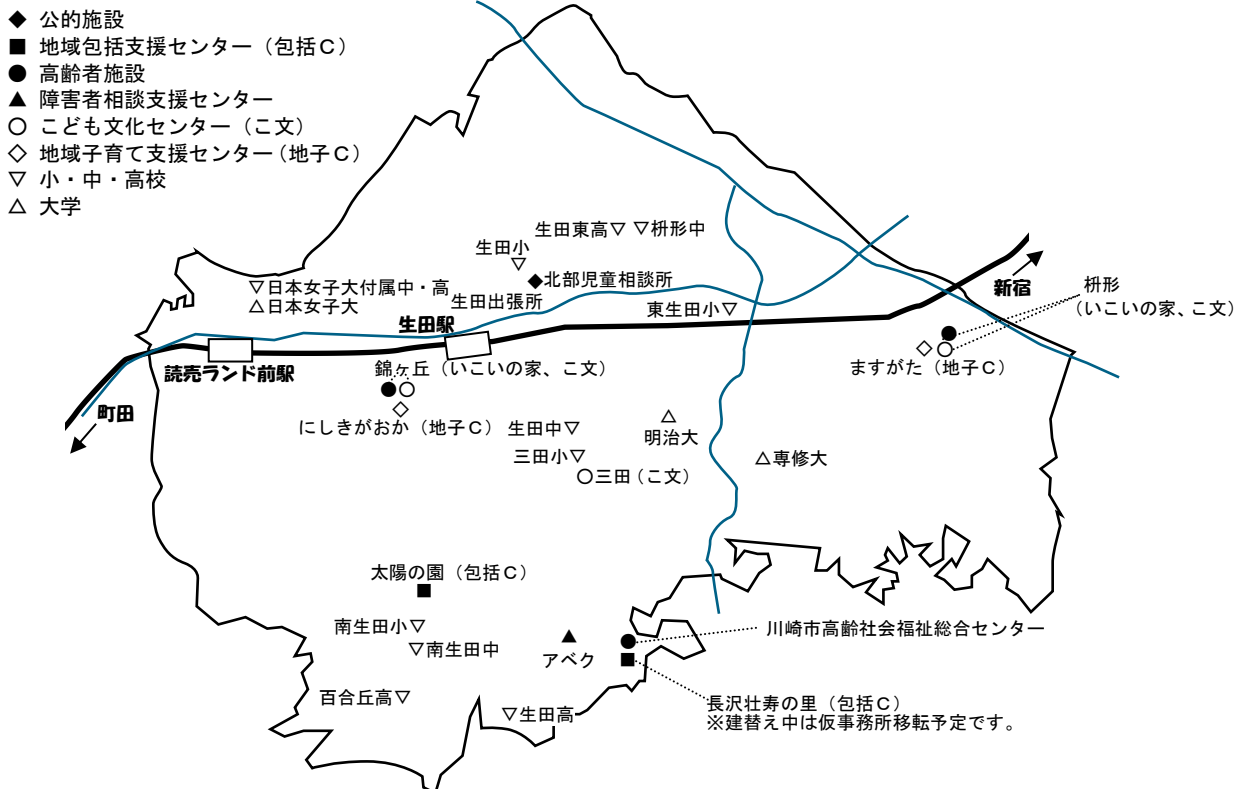 ◆ 公的施設
■ 地域包括支援センター（包括Ｃ）
● 高齢者施設
▲ 障害者相談支援センター
○ こども文化センター（こ文）
◇ 地域子育て支援センター（地子Ｃ）
▽ 小・中・高校
△ 大学
生田東高▽ ▽枡形中
生田小
▽
◆北部児童相談所
▽日本女子大付属中・高
△日本女子大
生田出張所
東生田小▽
新宿
枡形
（いこいの家、こ文）
生田駅
読売ランド前駅
錦ヶ丘（いこいの家、こ文）
●○
◇
にしきがおか（地子Ｃ）
●
◇○
ますがた（地子Ｃ）
町田
生田中▽
三田小▽
○三田（こ文）
△
明治大
△専修大
太陽の園（包括Ｃ）
■
南生田小▽
▽南生田中
百合丘高▽
▲
アベク
●
■
川崎市高齢社会福祉総合センター
長沢壮寿の里（包括Ｃ）
※建替え中は仮事務所移転予定です。
▽生田高